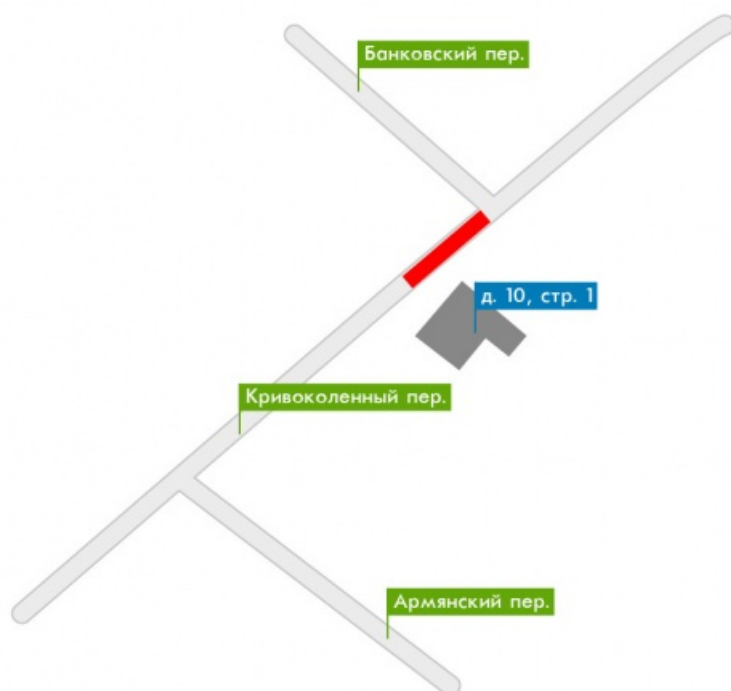 Банковский пер.
д. 10, стр. 1
Кривоколенный пер.
Армянский пер.